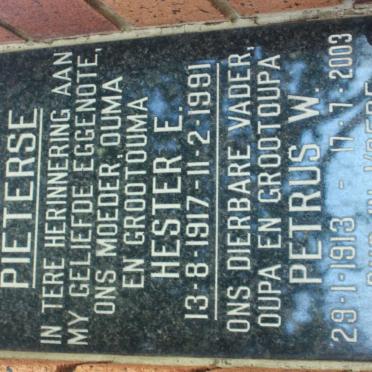 PIETERSE
IN TERE HERINNERING AAN
MY GELIEFDE EGGENOTE,
ONS MOEDER, OUMA
EN GROOTOUMA
HESTER E.
13-8-1917-11-2-1991
ONS DIERBARE VADER,
OUPA EN GROOTOUPA
PETRUS W.
29-1-1913 - 17-7-2003